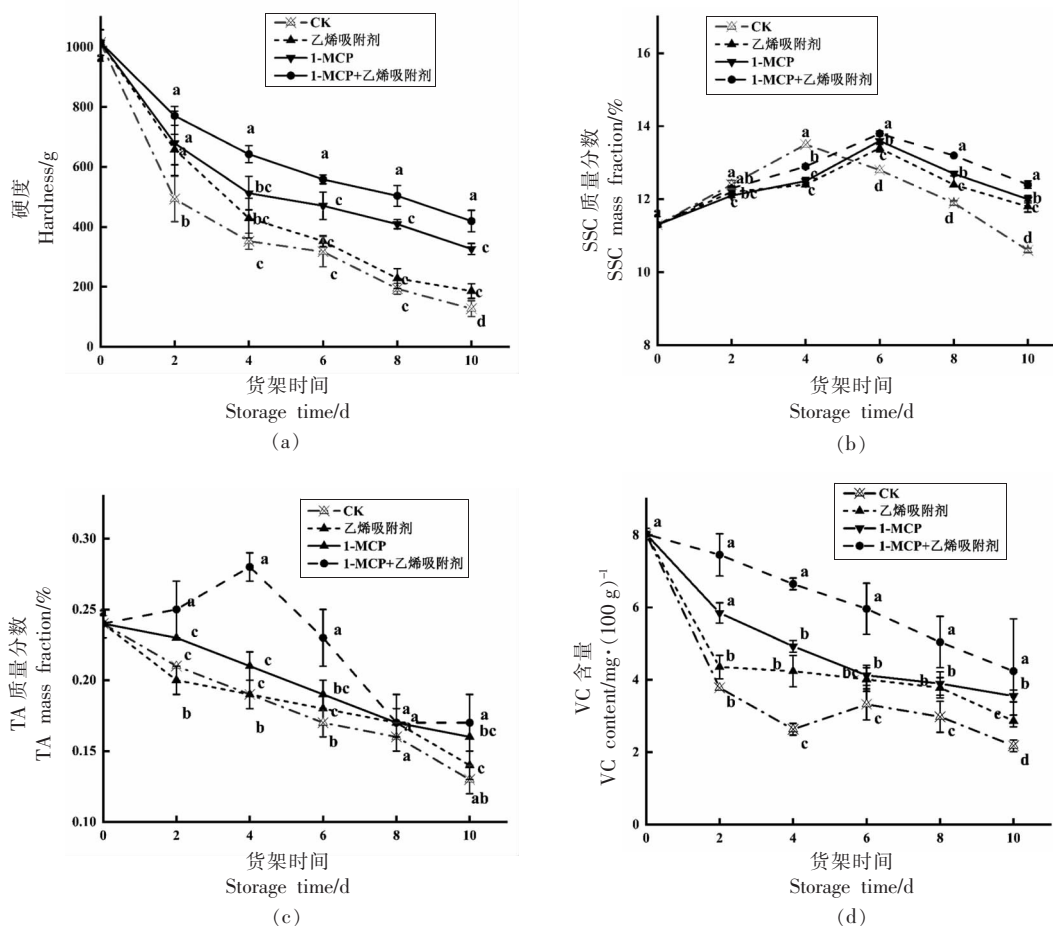 CK
乙烯吸附剂
1-MCP
1-MCP+乙烯吸附剂
1000
800
600
400
200
0
硬度
Hardness/g
a
a
a
b
a
bc
bc
c
a
c
c
c
a
c
c
c
a
c
c
d
0 2 4 6 8 10
货架时间
Storage time/d
(a)
CK
乙烯吸附剂
1-MCP
1-MCP+乙烯吸附剂
16
14
12
10
8
SSC 质量分数/%
SSC mass fraction/%
a
a
ab
bc
c
a
b
c
c
a
b
c
d
a
b
c
d
a
b
c
d
0 2 4 6 8 10
货架时间
Storage time/d
(b)
CK
乙烯吸附剂
1-MCP
1-MCP+乙烯吸附剂
0.30
0.25
0.20
0.15
0.10
TA 质量分数/%
TA mass fraction/%
a
a
c
c
b
a
c
c
b
a
bc
c
b
a
a
a
a
a
bc
c
ab
0 2 4 6 8 10
货架时间
Storage time/d
(c)
CK
乙烯吸附剂
1-MCP
1-MCP+乙烯吸附剂
8
6
4
2
0
VC 含量
VC content/mg·(100 g)⁻¹
a
a
a
b
b
a
b
b
c
a
b
bc
c
a
b
b
c
a
b
c
d
0 2 4 6 8 10
货架时间
Storage time/d
(d)